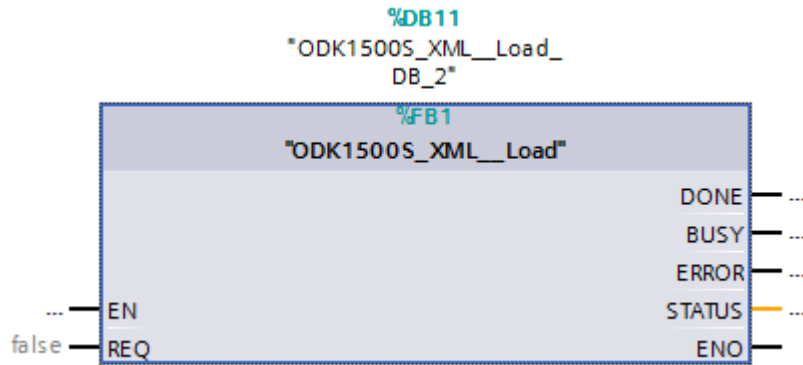 %DB11
"ODK1500S_XML__Load_
DB_2"
%FB1
"ODK1500S_XML__Load"
DONE ...
BUSY ...
ERROR ...
... EN STATUS ...
false REQ ENO